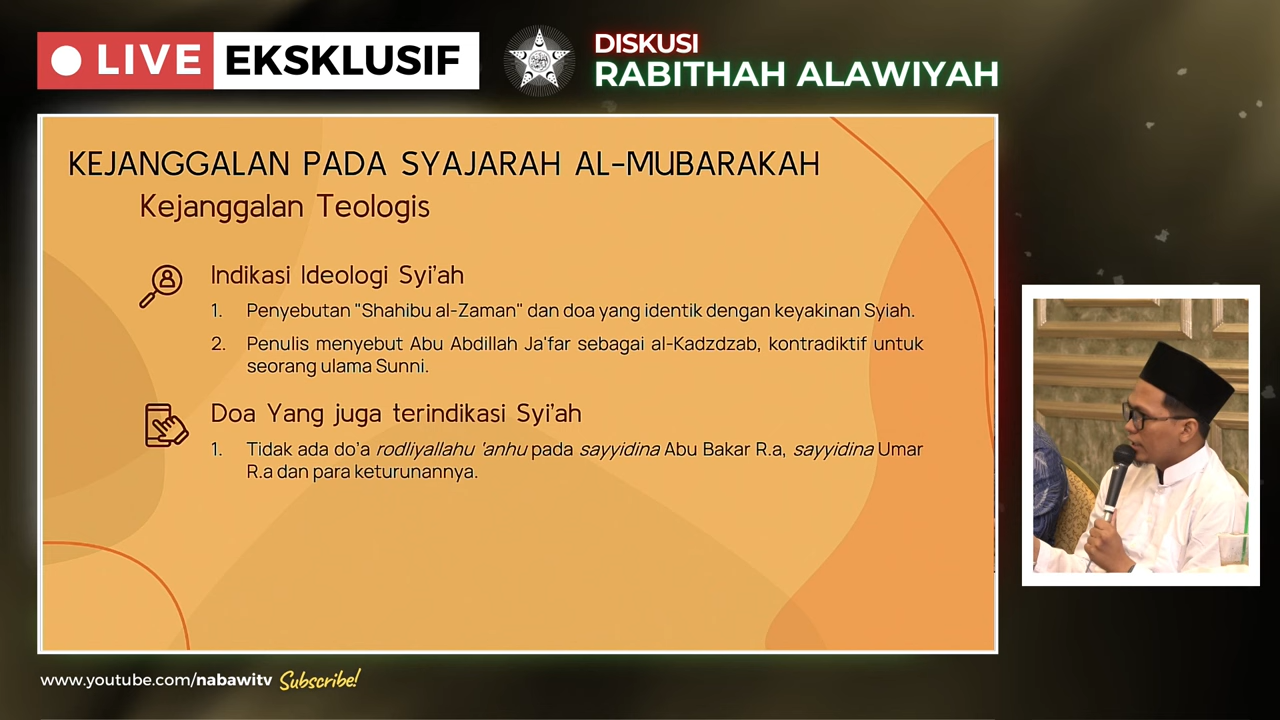 LIVE EKSKLUSIF
DISKUSI
RABITHAH ALAWIYAH
KEJANGGALAN PADA SYAJARAH AL-MUBARAKAH
Kejanggalan Teologis
Indikasi Ideologi Syi'ah
1. Penyebutan "Shahibu al-Zaman" dan doa yang identik dengan keyakinan Syiah.
2. Penulis menyebut Abu Abdillah Ja'far sebagai al-Kadzdzab, kontradiktif untuk
seorang ulama Sunni.
Doa Yang juga terindikasi Syi'ah
1. Tidak ada do'a rodliyallahu 'anhu pada sayyidina Abu Bakar R.a, sayyidina Umar
R.a dan para keturunannya.
www.youtube.com/nabawitv Subscribe!